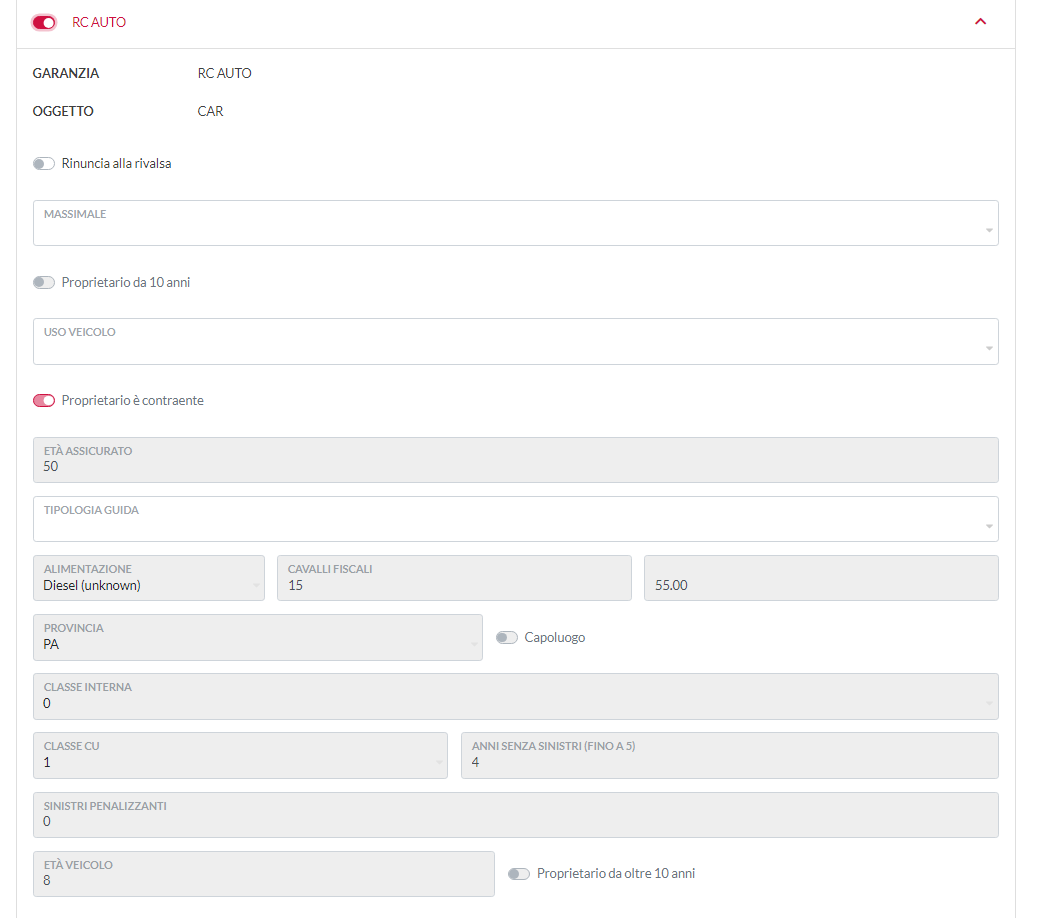 RC AUTO
GARANZIA RC AUTO
OGGETTO CAR
Rinuncia alla rivalsa
MASSIMALE
Proprietario da 10 anni
USO VEICOLO
Proprietario è contraente
ETÀ ASSICURATO
50
TIPOLOGIA GUIDA
ALIMENTAZIONE CAVALLI FISCALI
Diesel (unknown) 15 55.00
PROVINCIA
PA Capoluogo
CLASSE INTERNA
0
CLASSE CU ANNI SENZA SINISTRI (FINO A 5)
1 4
SINISTRI PENALIZZANTI
0
ETÀ VEICOLO
8 Proprietario da oltre 10 anni